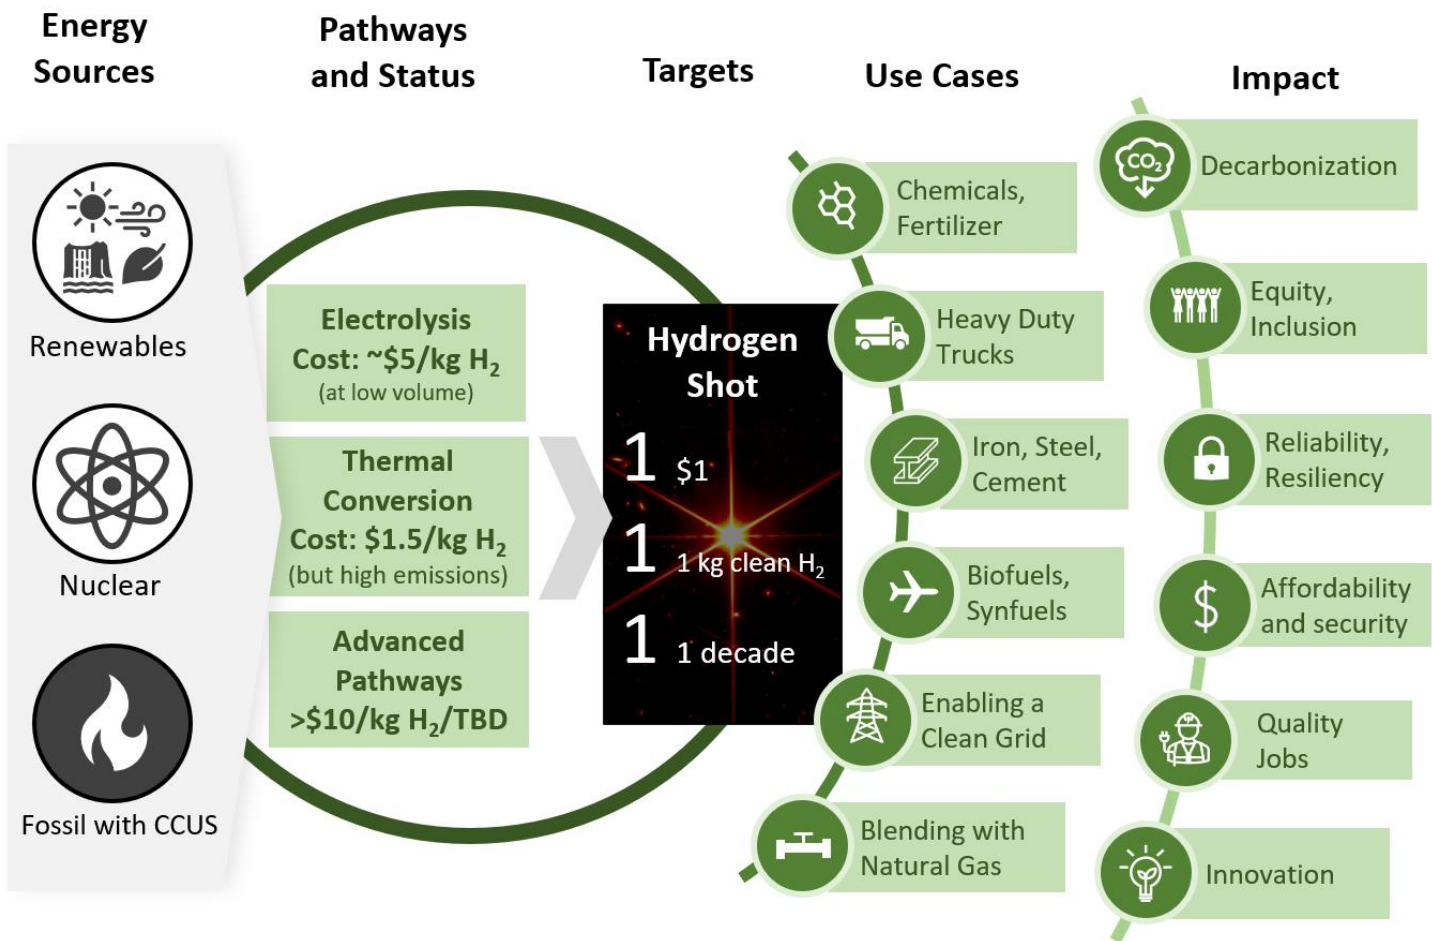 Energy
Sources
Pathways
and Status
Targets
Use Cases
Impact
Renewables
Nuclear
Fossil with CCUS
Electrolysis
Cost: ~$5/kg H₂
(at low volume)
Thermal
Conversion
Cost: $1.5/kg H₂
(but high emissions)
Advanced
Pathways
>$10/kg H₂/TBD
Hydrogen
Shot
1 $1
1 1 kg clean H₂
1 1 decade
Chemicals,
Fertilizer
Heavy Duty
Trucks
Iron, Steel,
Cement
Biofuels,
Synfuels
Enabling a
Clean Grid
Blending with
Natural Gas
CO₂
Decarbonization
Equity,
Inclusion
Reliability,
Resiliency
$
Affordability
and security
Quality
Jobs
Innovation